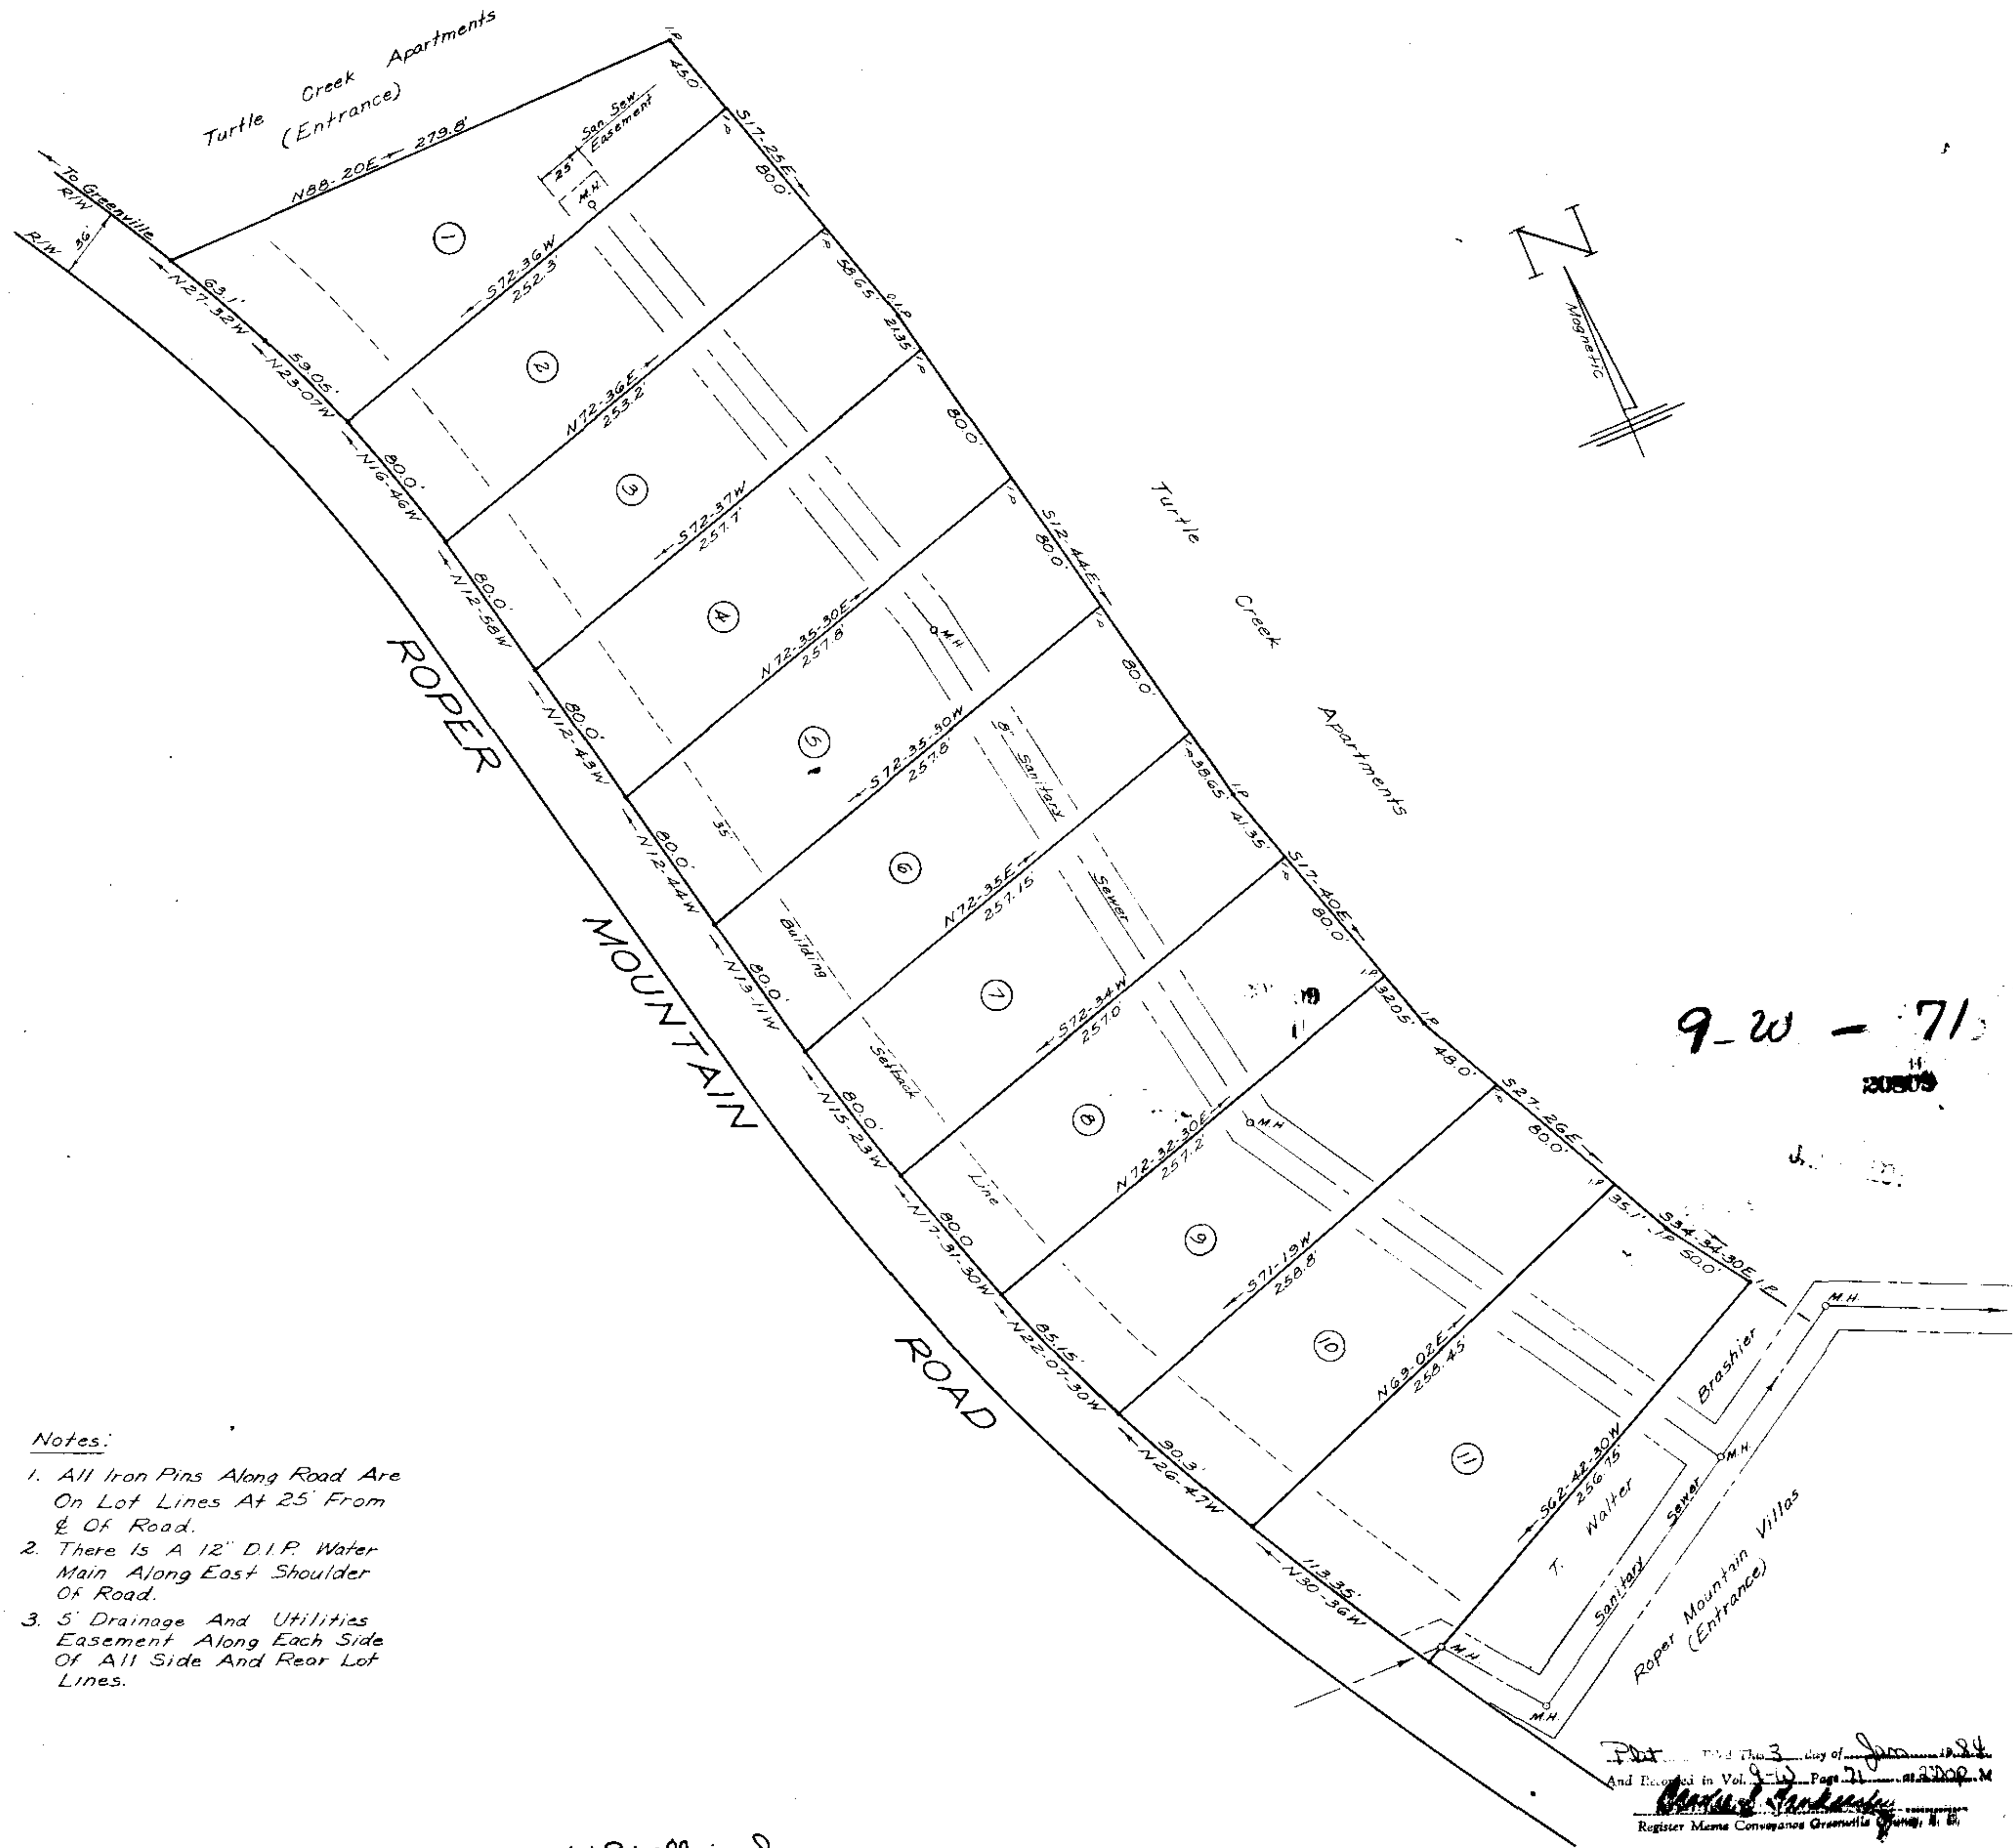 Turtle Creek Apartments
(Entrance)
N88-20E 279.8'
To Greenville
R/W
R/W
36'
I.P.
45.0'
San. Sew.
Easement
25'
M.H.
S17-25E
80.0'
1
I.P.
63.1'
N27-32W
59.05'
N23-07W
S72-36W
252.3'
I.P.
58.65'
O.I.P.
21.35'
2
80.0'
N16-46W
N72-36E
253.2'
I.P.
80.0'
3
80.0'
N12-58W
S72-37W
257.7'
I.P.
S12-44E
80.0'
4
80.0'
N12-43W
N72-35-30E
257.8'
M.H.
I.P.
80.0'
5
80.0'
N12-44W
S72-35-30W
257.8'
I.P.
38.65'
I.P.
41.35'
6
80.0'
N13-11W
N72-35E
257.15'
I.P.
S17-40E
80.0'
7
80.0'
N15-23W
S72-34W
257.0'
I.P.
32.05'
I.P.
48.0'
8
80.0
N17-31-30W
N72-32-30E
257.2'
M.H.
I.P.
S27-26E
80.0'
9
85.15'
N22-07-30W
S71-19W
258.8'
I.P.
35.1'
I.P.
S34-34-30E
50.0'
I.P.
10
90.3'
N26-47W
N69-02E
258.45'
11
113.35'
N30-36W
S62-42-30W
256.75'
8" Sanitary Sewer
35' Building Setback Line
Turtle Creek Apartments
N
Magnetic
ROPER MOUNTAIN ROAD
9-W - 71
20809
T. Walter Brashier
Sanitary Sewer
M.H.
M.H.
M.H.
M.H.
Roper Mountain Villas
(Entrance)
Notes:
1. All Iron Pins Along Road Are
On Lot Lines At 25' From
℄ Of Road.
2. There Is A 12" D.I.P. Water
Main Along East Shoulder
Of Road.
3. 5' Drainage And Utilities
Easement Along Each Side
Of All Side And Rear Lot
Lines.
Plat Filed This 3 day of Jan 1984
And Recorded in Vol. 9-W Page 71 at M
Register Mesne Conveyance Greenville County, S. C.